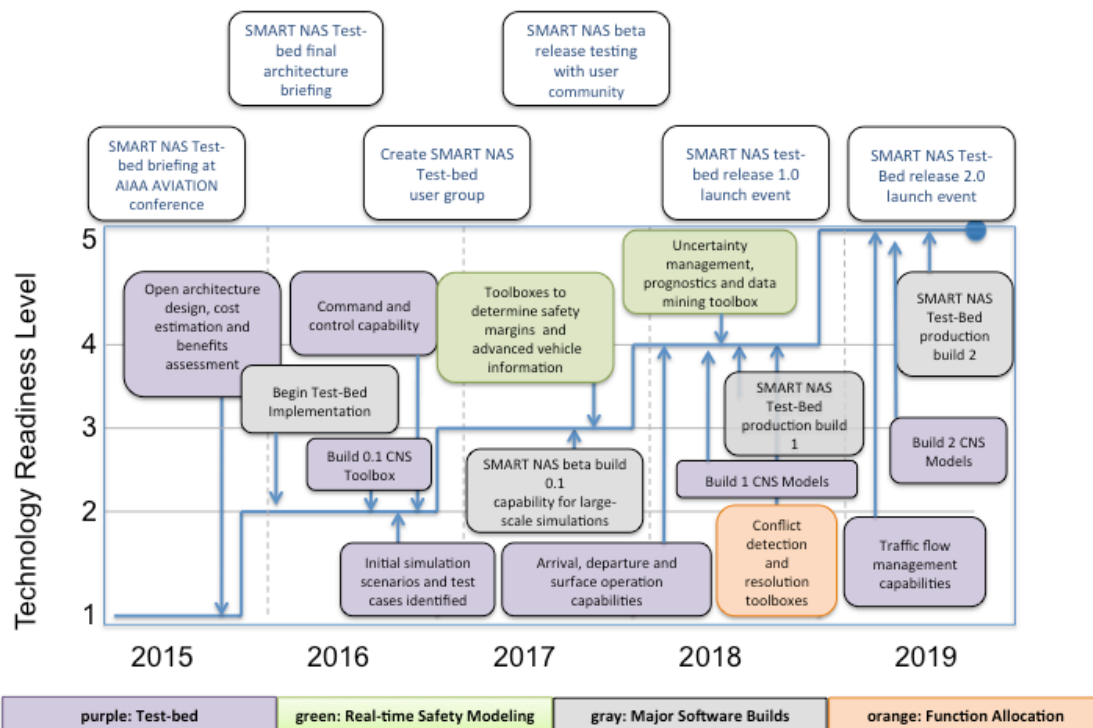 SMART NAS Test-
bed final
architecture
briefing
SMART NAS beta
release testing
with user
community
SMART NAS Test-
bed briefing at
AIAA AVIATION
conference
Create SMART NAS
Test-bed
user group
SMART NAS test-
bed release 1.0
launch event
SMART NAS Test-
Bed release 2.0
launch event
Technology Readiness Level
5
4
3
2
1
Open architecture
design, cost
estimation and
benefits
assessment
Command and
control capability
Toolboxes to
determine safety
margins and
advanced vehicle
information
Uncertainty
management,
prognostics and data
mining toolbox
SMART NAS
Test-Bed
production
build 2
Begin Test-Bed
Implementation
SMART NAS
Test-Bed
production build
1
Build 0.1 CNS
Toolbox
SMART NAS beta build
0.1
capability for large-
scale simulations
Build 1 CNS Models
Build 2 CNS
Models
Initial simulation
scenarios and test
cases identified
Arrival, departure and
surface operation
capabilities
Conflict
detection
and
resolution
toolboxes
Traffic flow
management
capabilities
2015
2016
2017
2018
2019
purple: Test-bed
green: Real-time Safety Modeling
gray: Major Software Builds
orange: Function Allocation